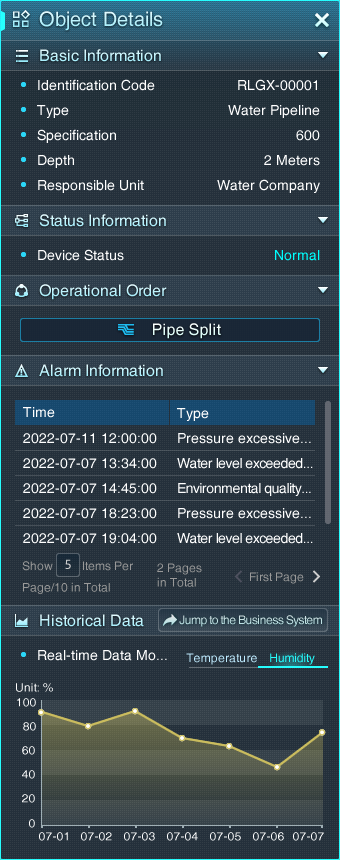 Object Details
Basic Information
Identification Code RLGX-00001
Type Water Pipeline
Specification 600
Depth 2 Meters
Responsible Unit Water Company
Status Information
Device Status Normal
Operational Order
Pipe Split
Alarm Information
Time Type
2022-07-11 12:00:00 Pressure excessive...
2022-07-07 13:34:00 Water level exceeded...
2022-07-07 14:45:00 Environmental quality...
2022-07-07 18:23:00 Pressure excessive...
2022-07-07 19:04:00 Water level exceeded...
Show 5 Items Per
Page/10 in Total
2 Pages
in Total
First Page
Historical Data Jump to the Business System
Real-time Data Mo... Temperature Humidity
Unit: %
100
80
60
40
20
0
07-01 07-02 07-03 07-04 07-05 07-06 07-07